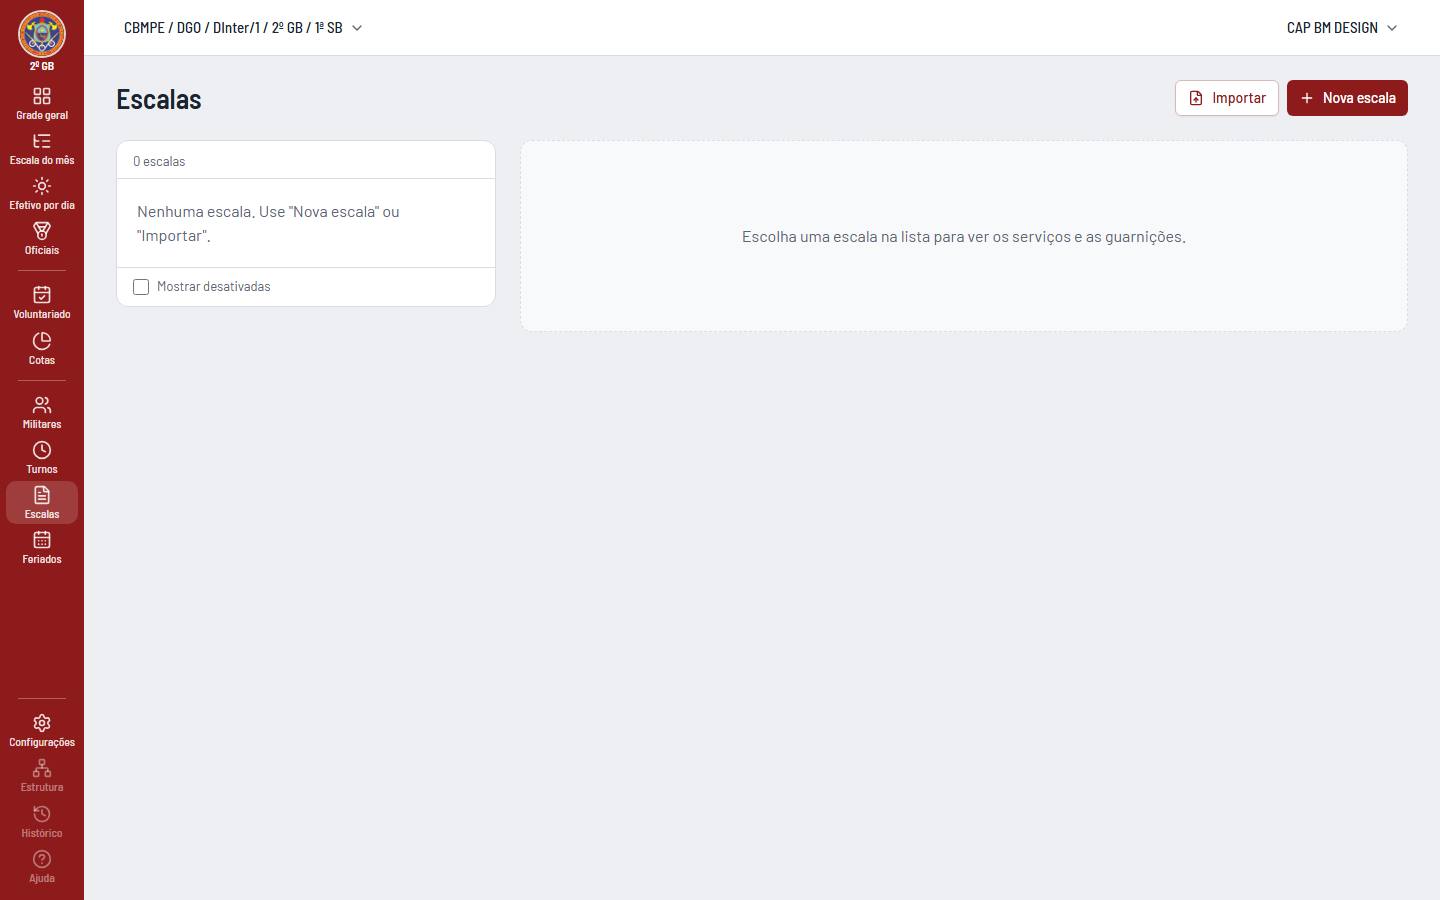 2º GB
Grade geral
Escala do mês
Efetivo por dia
Oficiais
Voluntariado
Cotas
Militares
Turnos
Escalas
Feriados
Configurações
Estrutura
Histórico
Ajuda
CBMPE / DGO / DInter/1 / 2º GB / 1ª SB
CAP BM DESIGN
Escalas
Importar
Nova escala
0 escalas
Nenhuma escala. Use "Nova escala" ou
"Importar".
Mostrar desativadas
Escolha uma escala na lista para ver os serviços e as guarnições.